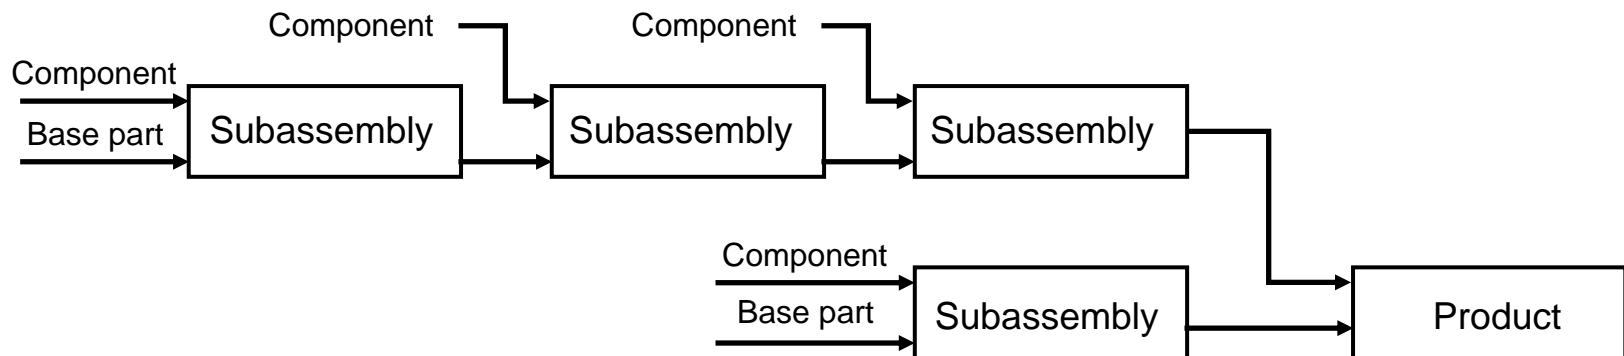 Component
Component
Component
Base part
Subassembly
Subassembly
Subassembly
Component
Base part
Subassembly
Product